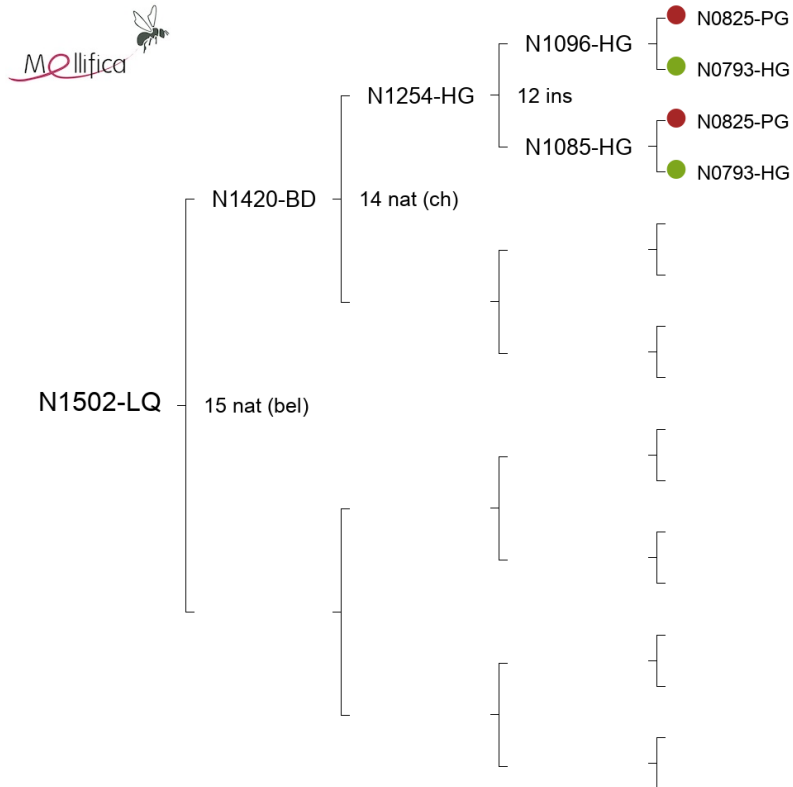 Mellifica
N0825-PG
N1096-HG
N0793-HG
N1254-HG
12 ins
N0825-PG
N1085-HG
N0793-HG
N1420-BD
14 nat (ch)
N1502-LQ
15 nat (bel)